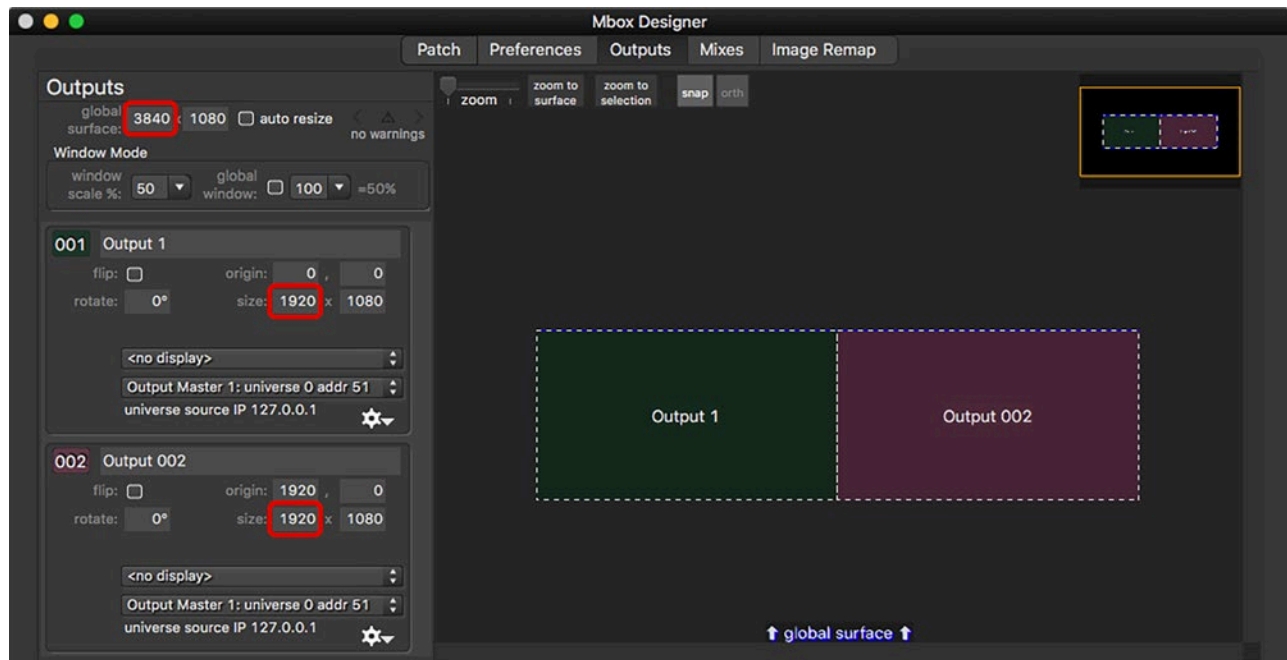 Mbox Designer
Patch Preferences Outputs Mixes Image Remap
Outputs
global surface: 3840 x 1080 auto resize
no warnings
Window Mode
window scale %: 50 global window: 100 =50%
zoom zoom to surface zoom to selection snap orth
001 Output 1
flip: origin: 0 , 0
rotate: 0° size: 1920 x 1080
<no display>
Output Master 1: universe 0 addr 51
universe source IP 127.0.0.1
002 Output 002
flip: origin: 1920 , 0
rotate: 0° size: 1920 x 1080
<no display>
Output Master 1: universe 0 addr 51
universe source IP 127.0.0.1
Output 1 Output 002
⬆ global surface ⬆